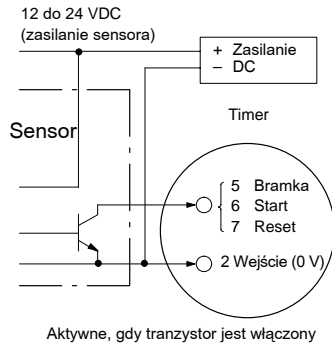 12 do 24 VDC
(zasilanie sensora)
+ Zasilanie
– DC
Timer
Sensor
5 Bramka
6 Start
7 Reset
2 Wejście (0 V)
Aktywne, gdy tranzystor jest włączony